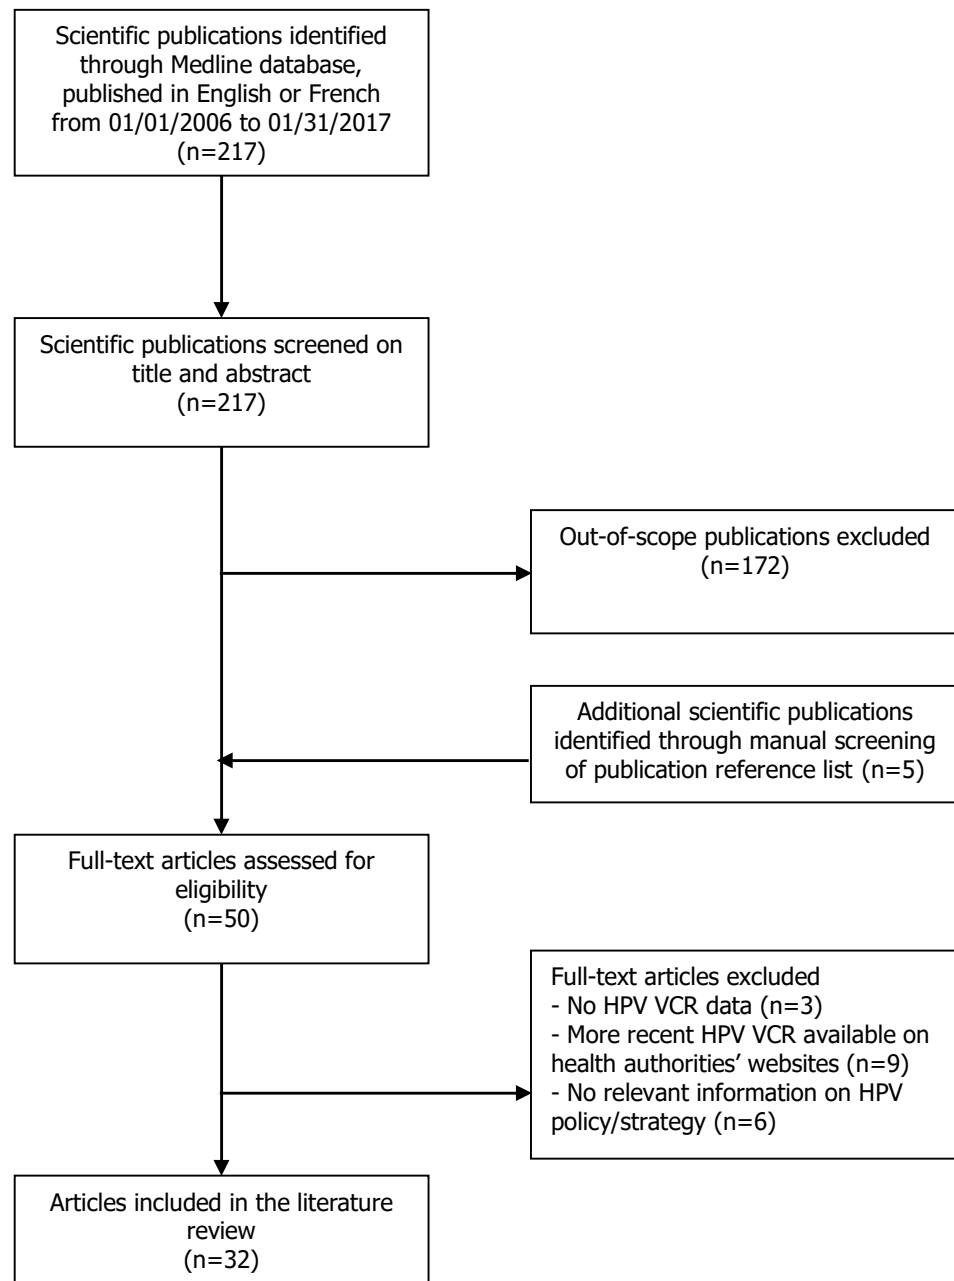 Scientific publications identified
through Medline database,
published in English or French
from 01/01/2006 to 01/31/2017
(n=217)
Scientific publications screened on
title and abstract
(n=217)
Out-of-scope publications excluded
(n=172)
Additional scientific publications
identified through manual screening
of publication reference list (n=5)
Full-text articles assessed for
eligibility
(n=50)
Full-text articles excluded
- No HPV VCR data (n=3)
- More recent HPV VCR available on
health authorities’ websites (n=9)
- No relevant information on HPV
policy/strategy (n=6)
Articles included in the literature
review
(n=32)